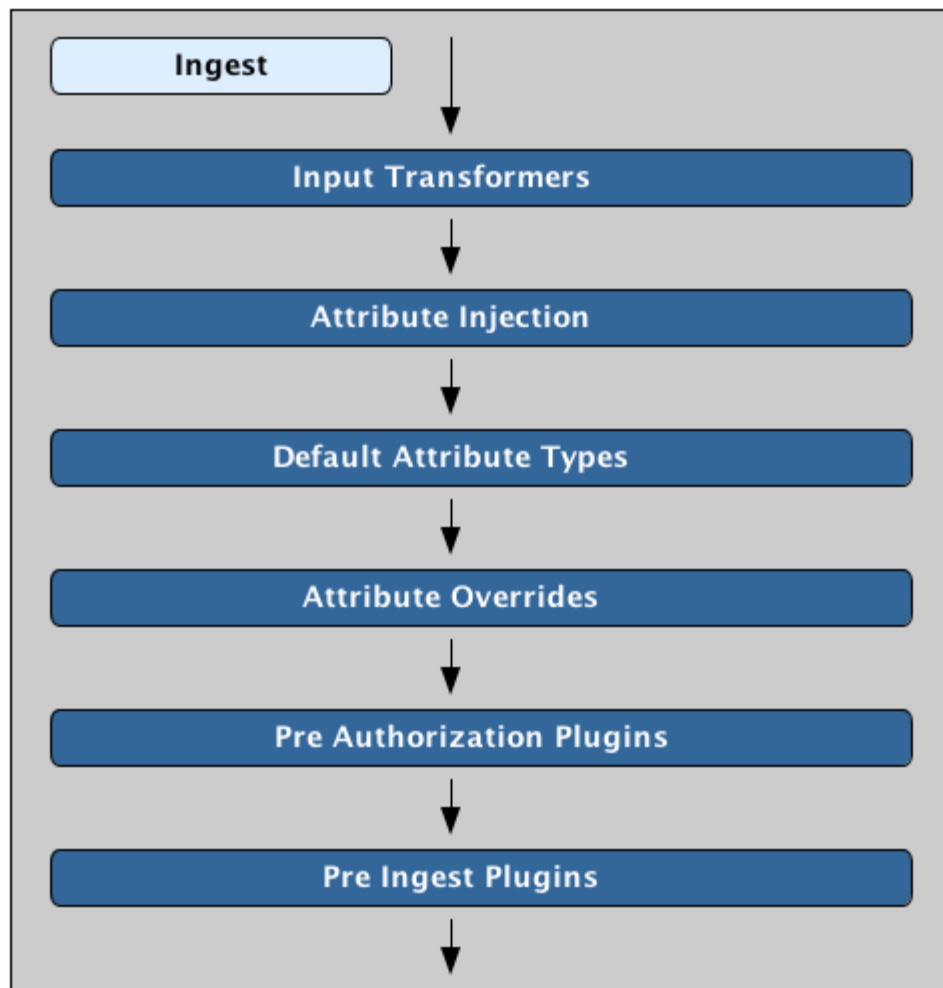 Ingest
Input Transformers
Attribute Injection
Default Attribute Types
Attribute Overrides
Pre Authorization Plugins
Pre Ingest Plugins